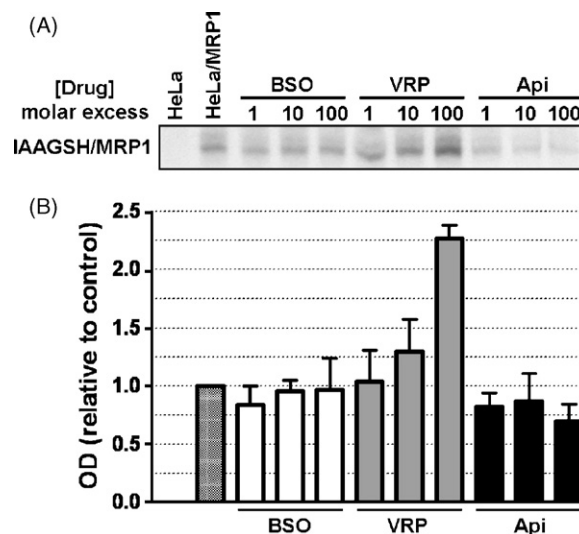 (A)
HeLa
HeLa/MRP1
[Drug]
molar excess
BSO VRP Api
1 10 100 1 10 100 1 10 100
IAAGSH/MRP1
(B)
OD (relative to control)
2.5
2.0
1.5
1.0
0.5
0.0
BSO VRP Api